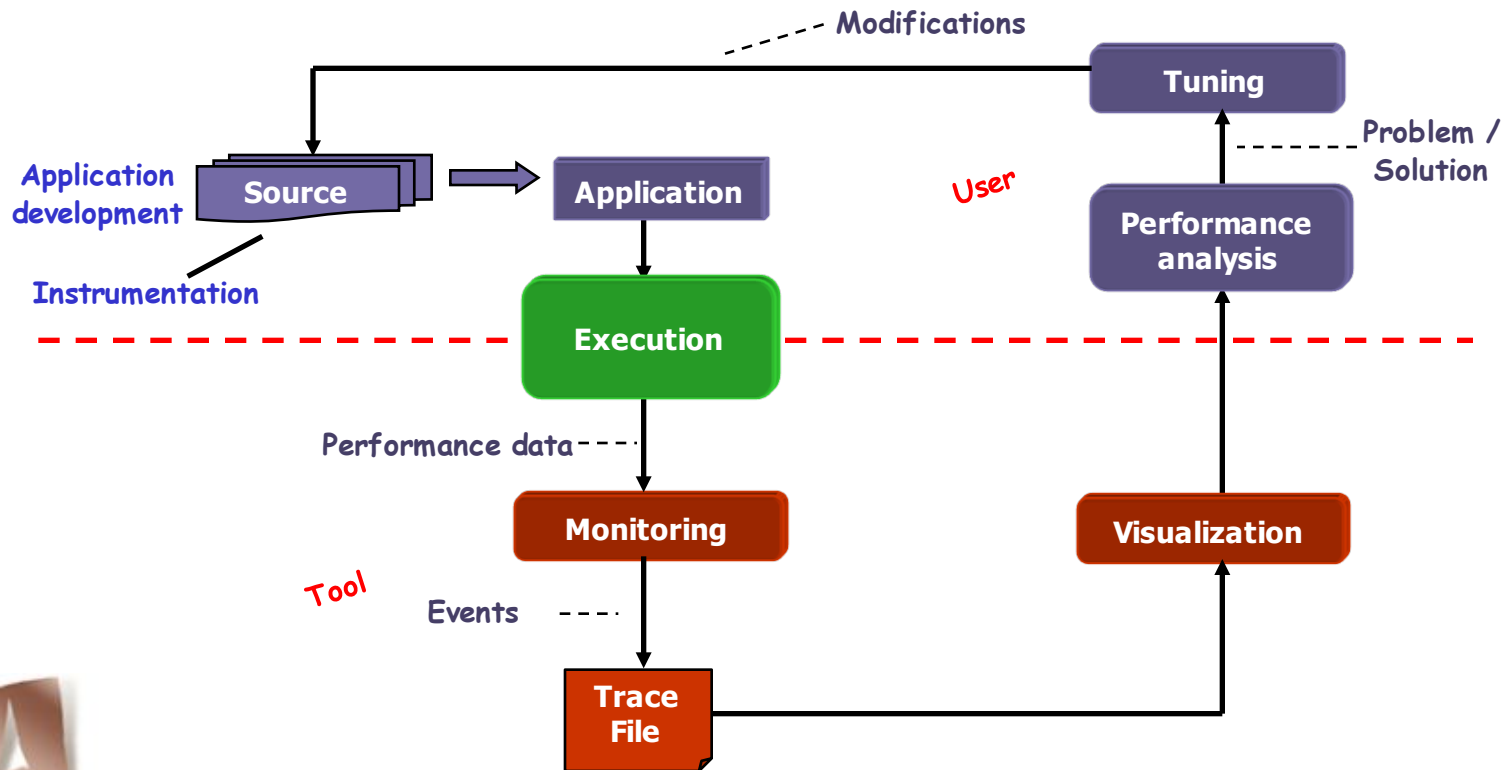 Modifications
Tuning
Problem /
Solution
Application
development
Source
Application
User
Performance
analysis
Instrumentation
Execution
Performance data
Monitoring
Visualization
Tool
Events
Trace
File